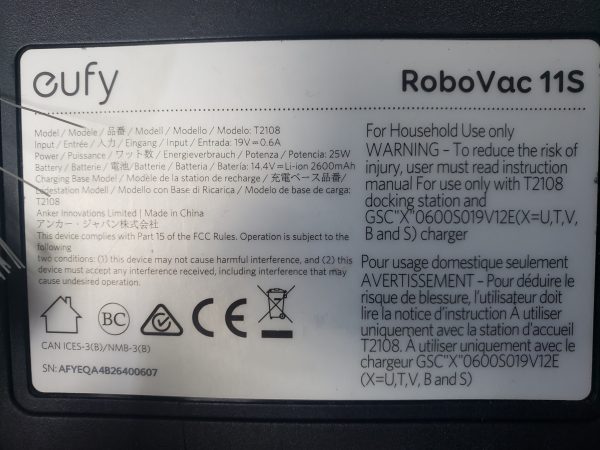 eufy
RoboVac 11S
Model / Modèle / 品番 / Modell / Modello / Modelo: T2108
Input / Entrée / 入力 / Eingang / Input / Entrada: 19V⎓0.6A
Power / Puissance / ワット数 / Energieverbrauch / Potenza / Potencia: 25W
Battery / Batterie / 電池/ Batterie / Batteria / Batería: 14.4V⎓Li-ion 2600mAh
Charging Base Model / Modèle de la station de recharge / 充電ベース品番/
Ladestation Modell / Modello con Base di Ricarica / Modelo de base de carga:
T2108
Anker Innovations Limited | Made in China
アンカー・ジャパン株式会社
This device complies with Part 15 of the FCC Rules. Operation is subject to the
following
two conditions: (1) this device may not cause harmful interference, and (2) this
device must accept any interference received, including interference that may
cause undesired operation.
BC
CE
CAN ICES-3(B)/NMB-3(B)
SN: AFYEQA4B26400607
For Household Use only
WARNING – To reduce the risk of
injury, user must read instruction
manual For use only with T2108
docking station and
GSC"X"0600S019V12E(X=U,T,V,
B and S) charger
Pour usage domestique seulement
AVERTISSEMENT – Pour déduire le
risque de blessure, l'utilisateur doit
lire la notice d'instruction À utiliser
uniquement avec la station d'accueil
T2108. À utiliser uniquement avec le
chargeur GSC"X"0600S019V12E
(X=U,T,V, B and S)